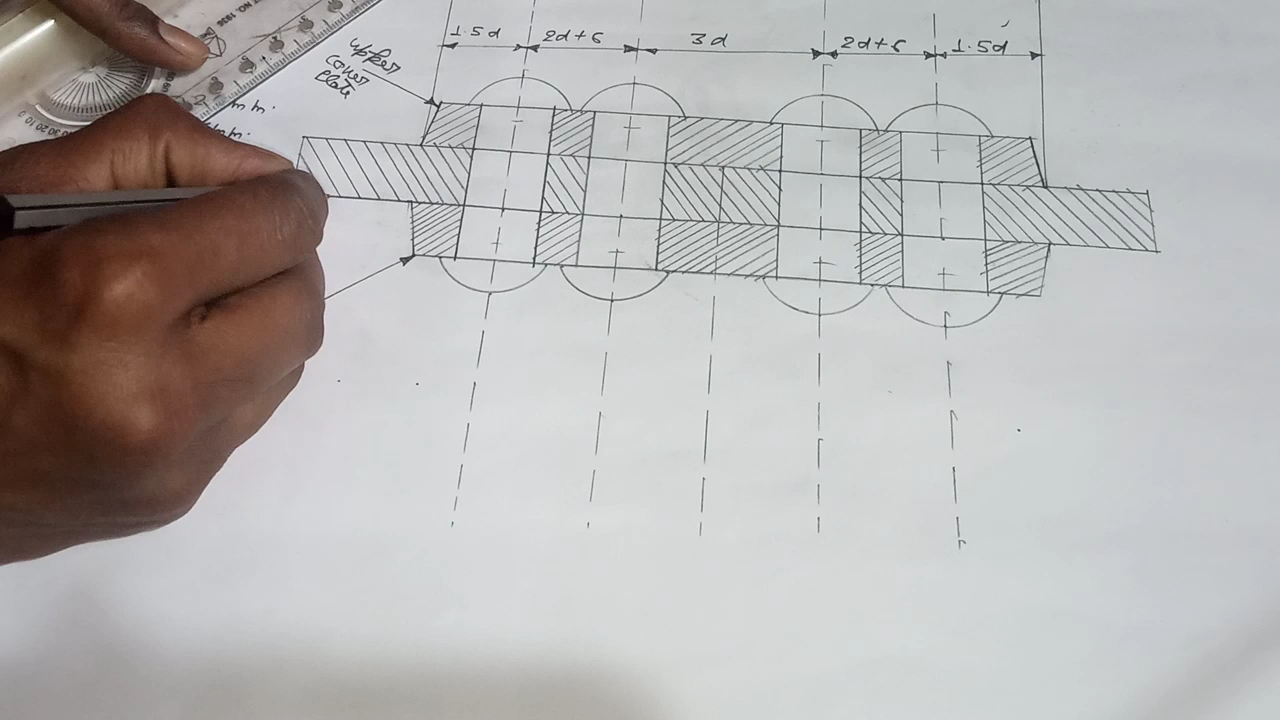 1.5d 2d+6 3d 2d+6 1.5d
upper
cover
plate
m.m.
m.m.